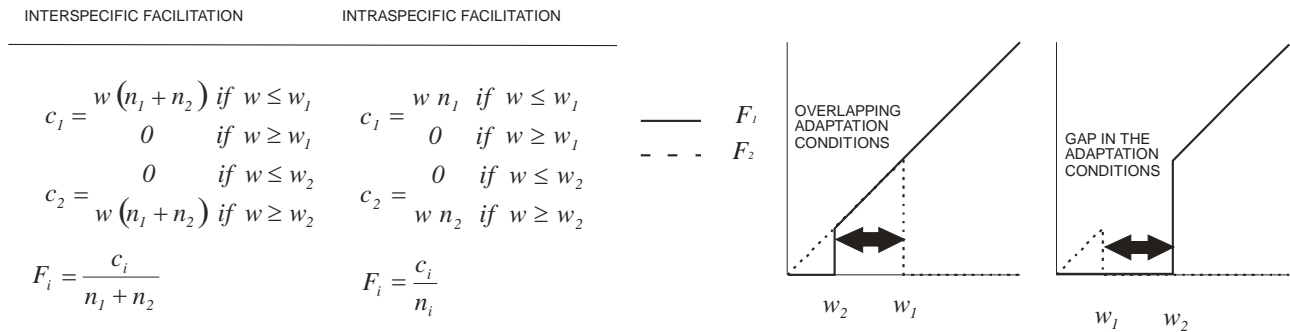 INTERSPECIFIC FACILITATION
INTRASPECIFIC FACILITATION
c₁ = w (n₁ + n₂) if w ≤ w₁
0 if w ≥ w₁
c₂ = 0 if w ≤ w₂
w (n₁ + n₂) if w ≥ w₂
Fᵢ = cᵢ / (n₁ + n₂)
c₁ = w n₁ if w ≤ w₁
0 if w ≥ w₁
c₂ = 0 if w ≤ w₂
w n₂ if w ≥ w₂
Fᵢ = cᵢ / nᵢ
F₁
F₂
OVERLAPPING
ADAPTATION
CONDITIONS
w₂ w₁
GAP IN THE
ADAPTATION
CONDITIONS
w₁ w₂